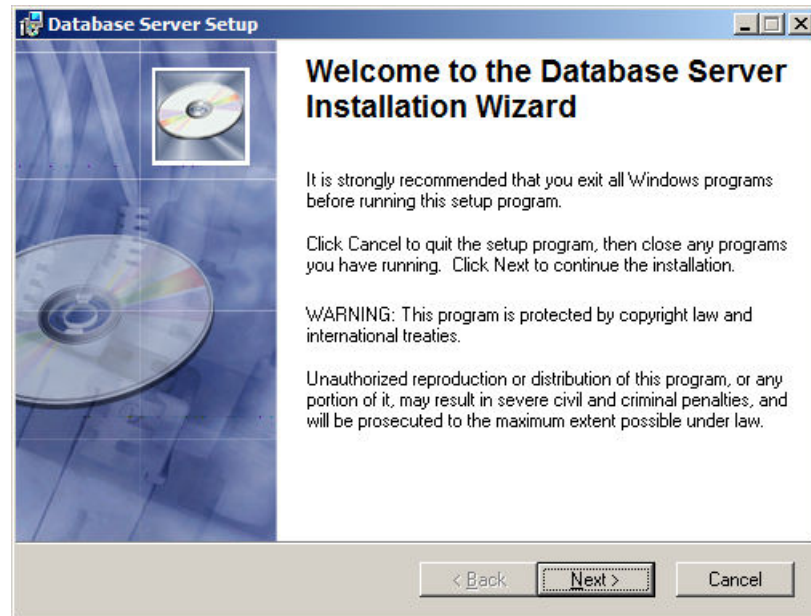 Database Server Setup
Welcome to the Database Server
Installation Wizard
It is strongly recommended that you exit all Windows programs
before running this setup program.
Click Cancel to quit the setup program, then close any programs
you have running.  Click Next to continue the installation.
WARNING: This program is protected by copyright law and
international treaties.
Unauthorized reproduction or distribution of this program, or any
portion of it, may result in severe civil and criminal penalties, and
will be prosecuted to the maximum extent possible under law.
< Back  Next >  Cancel